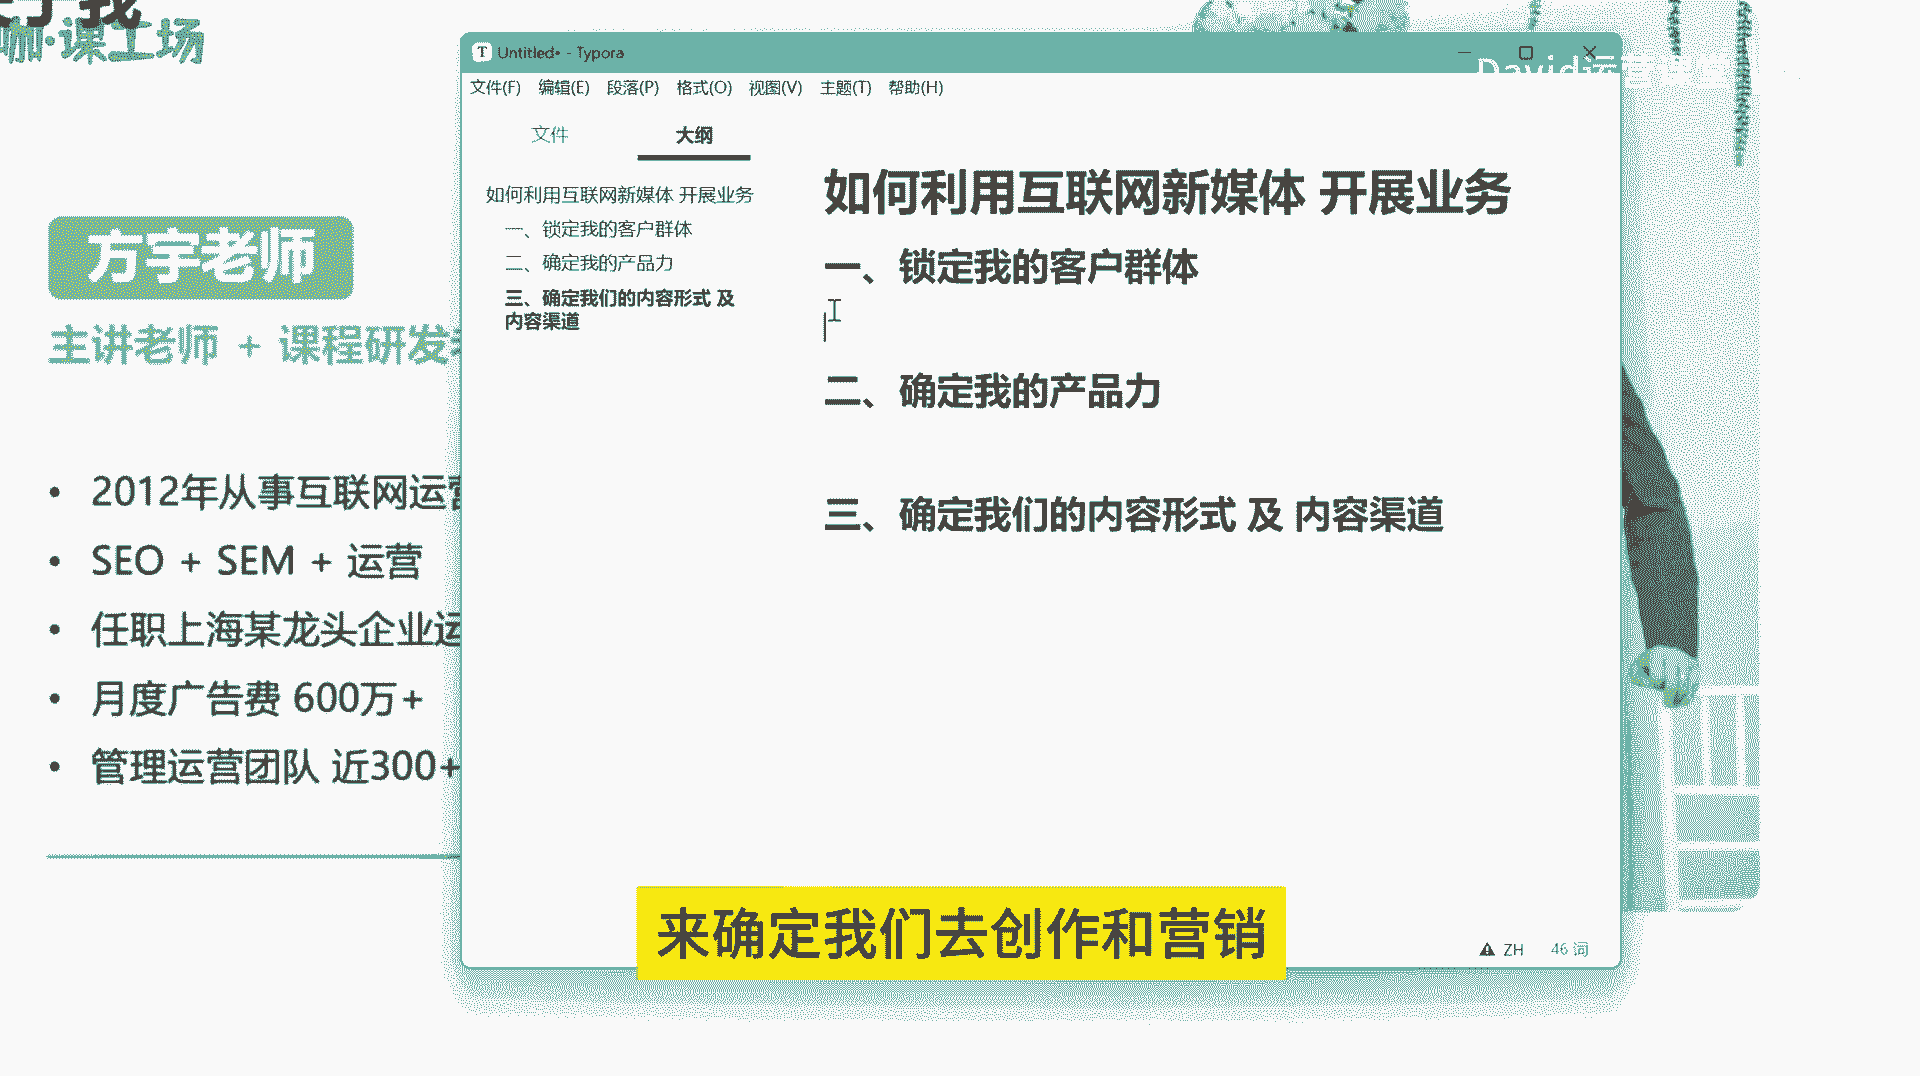 咖·课工场
方宇老师
主讲老师 + 课程研发
• 2012年从事互联网运营
• SEO + SEM + 运营
• 任职上海某龙头企业运
• 月度广告费 600万+
• 管理运营团队 近300+
Untitled• - Typora
David运
文件(F) 编辑(E) 段落(P) 格式(O) 视图(V) 主题(T) 帮助(H)
文件 大纲
如何利用互联网新媒体 开展业务
一、锁定我的客户群体
二、确定我的产品力
三、确定我们的内容形式 及
内容渠道
如何利用互联网新媒体 开展业务
一、锁定我的客户群体
二、确定我的产品力
三、确定我们的内容形式 及 内容渠道
来确定我们去创作和营销
ZH 46 词